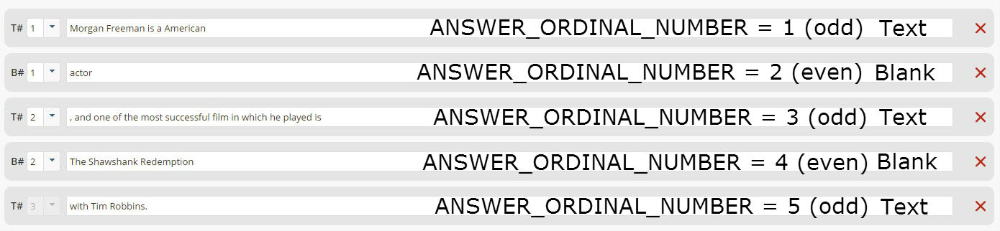 T# 1 Morgan Freeman is a American ANSWER_ORDINAL_NUMBER = 1 (odd) Text
B# 1 actor ANSWER_ORDINAL_NUMBER = 2 (even) Blank
T# 2 , and one of the most successful film in which he played is ANSWER_ORDINAL_NUMBER = 3 (odd) Text
B# 2 The Shawshank Redemption ANSWER_ORDINAL_NUMBER = 4 (even) Blank
T# 3 with Tim Robbins. ANSWER_ORDINAL_NUMBER = 5 (odd) Text